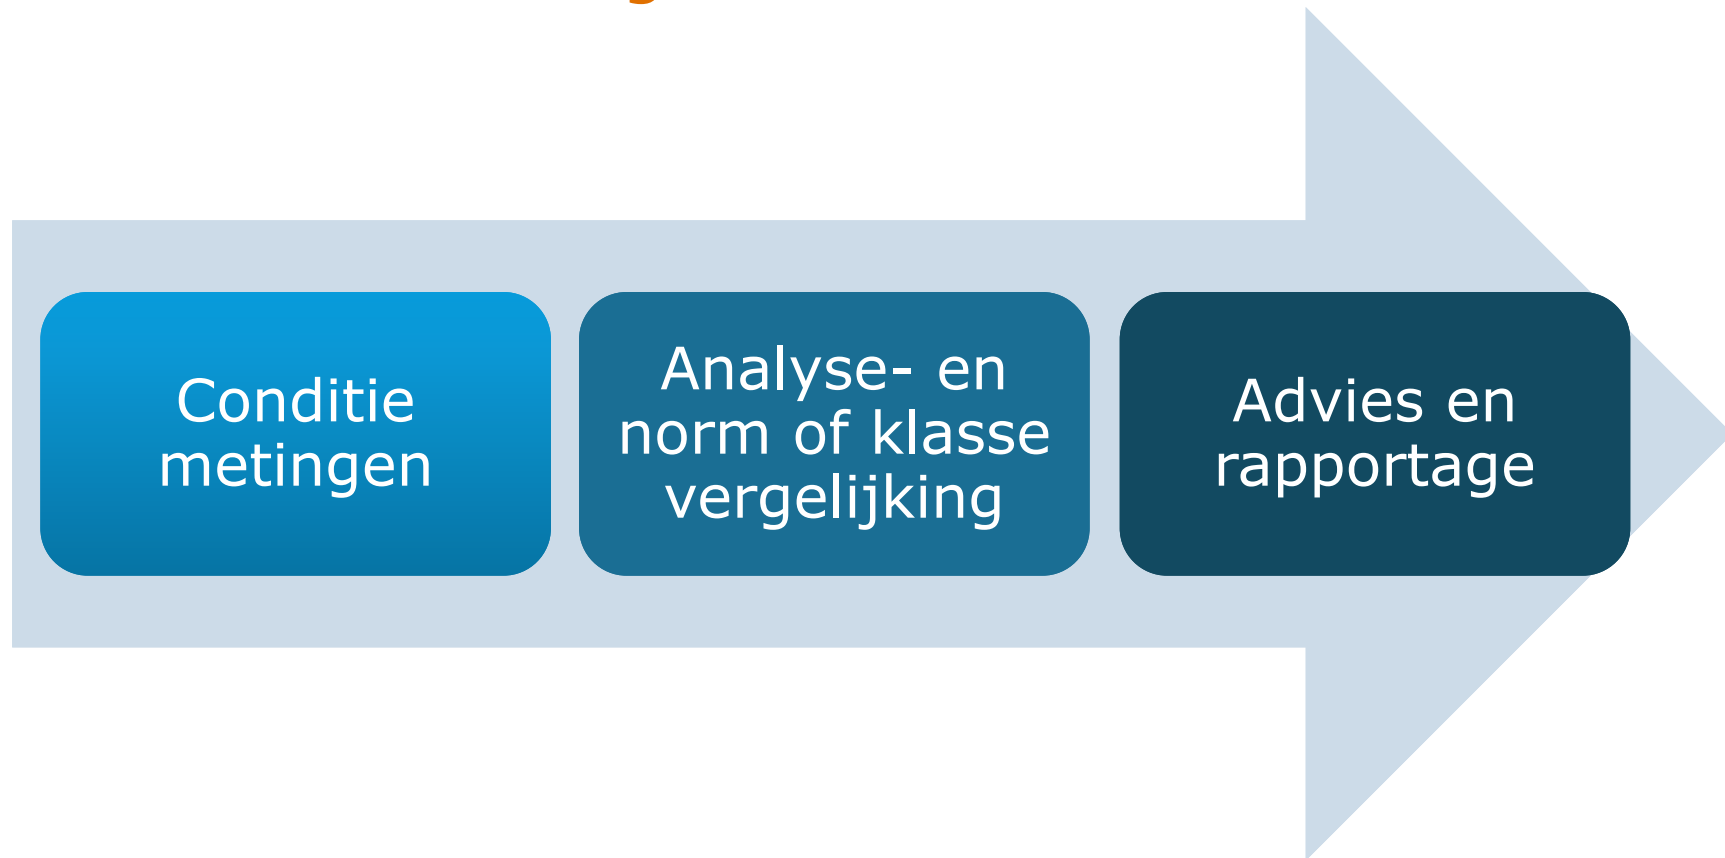 Conditie
metingen
Analyse- en
norm of klasse
vergelijking
Advies en
rapportage